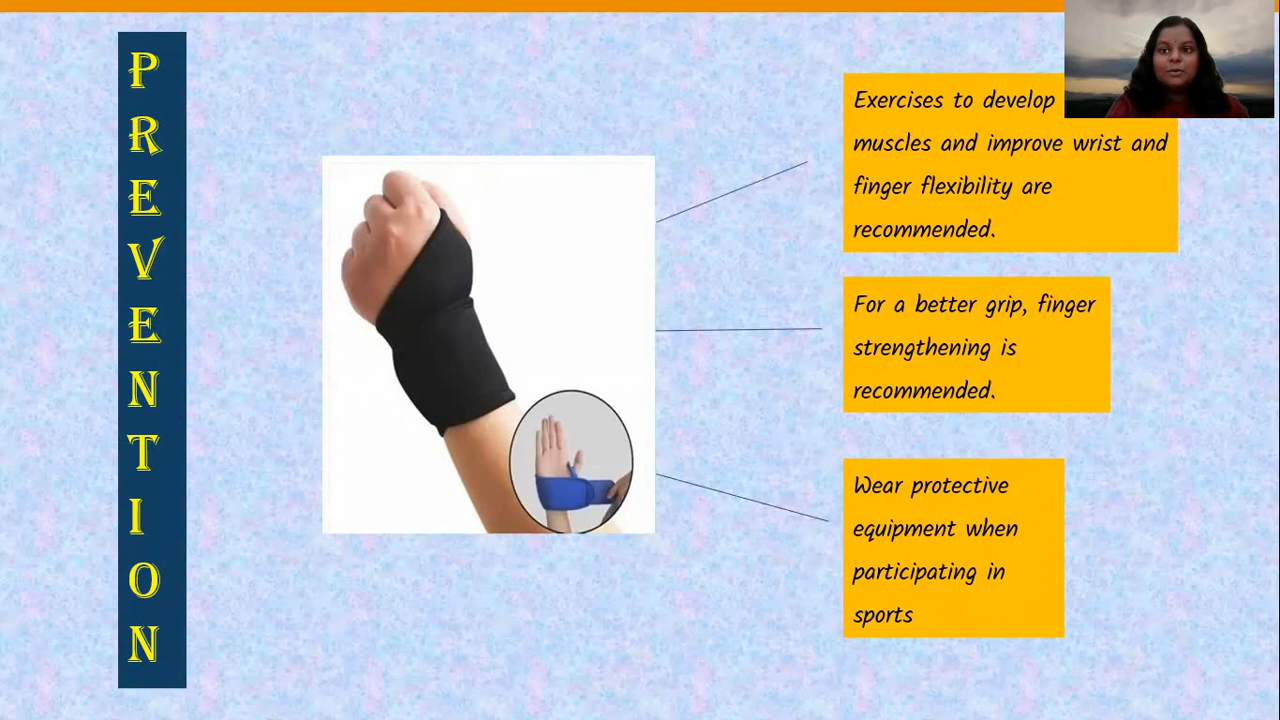 PREVENTION
Exercises to develop
muscles and improve wrist and
finger flexibility are
recommended.
For a better grip, finger
strengthening is
recommended.
Wear protective
equipment when
participating in
sports